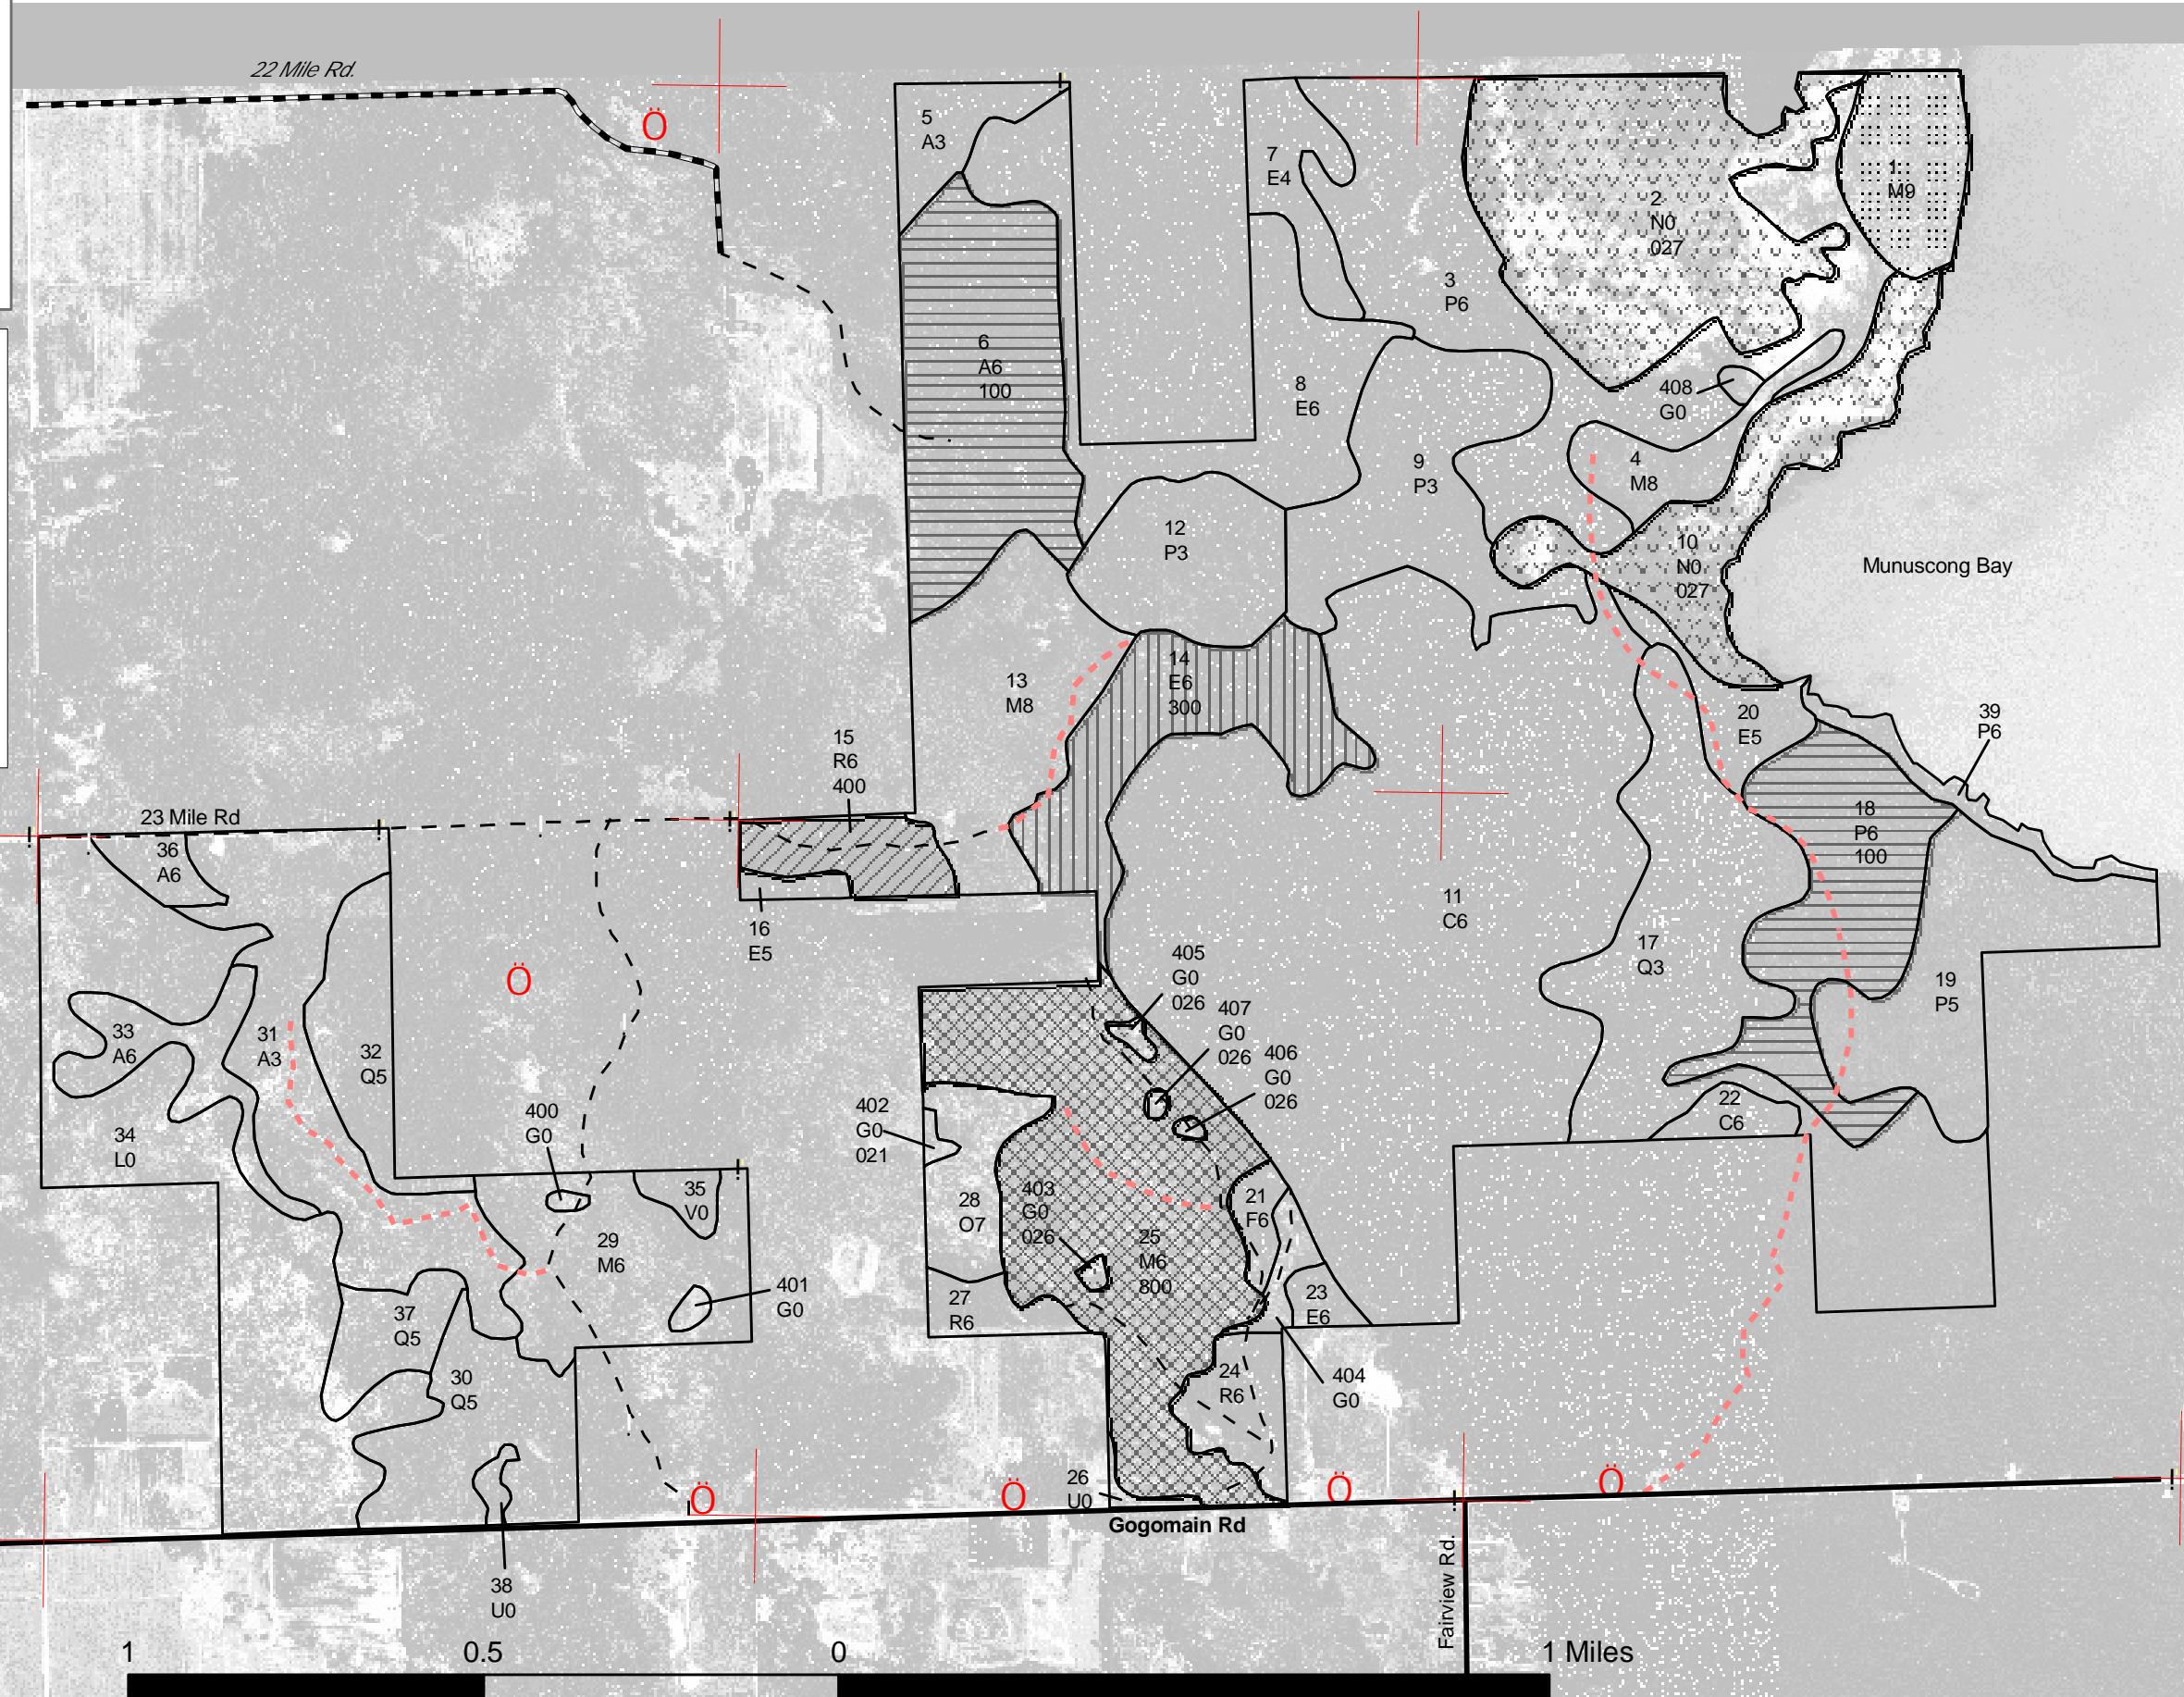 22 Mile Rd.
Ö
5
A3
7
E4
1
M9
2
N0
027
3
P6
6
A6
100
8
E6
408
G0
9
P3
4
M8
12
P3
10
N0
027
Munuscong Bay
14
E6
300
13
M8
20
E5
39
P6
15
R6
400
23 Mile Rd
36
A6
18
P6
100
11
C6
16
E5
17
Q3
405
G0
026
19
P5
Ö
407
G0
026
33
A6
31
A3
32
Q5
406
G0
026
400
G0
402
G0
021
22
C6
34
L0
35
V0
28
O7
403
G0
026
21
F6
29
M6
25
M6
800
401
G0
27
R6
23
E6
37
Q5
30
Q5
24
R6
404
G0
26
U0
Ö
Ö
Ö
Ö
Gogomain Rd
Fairview Rd.
38
U0
1
0.5
0
1 Miles